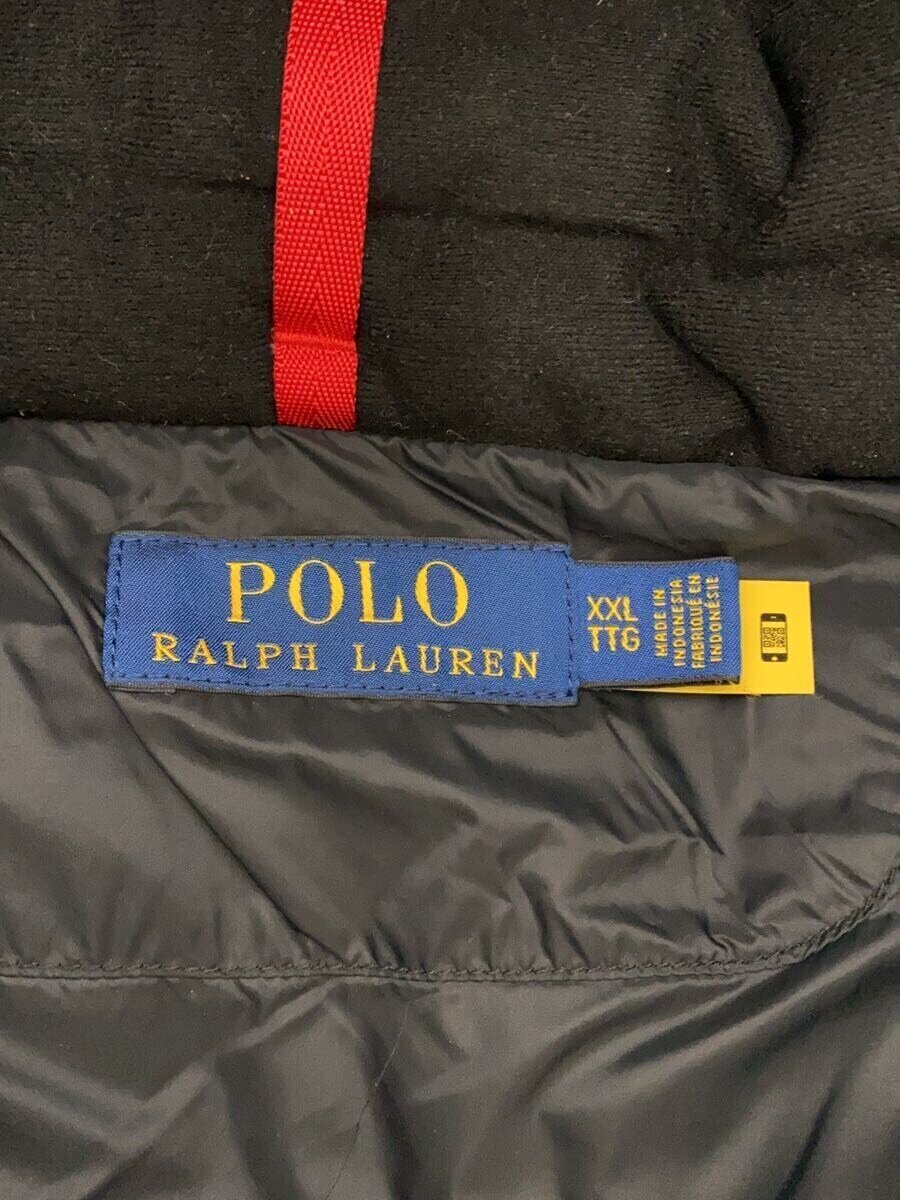 POLO
RALPH LAUREN
XXL
TTG
MADE IN
INDONESIA
FABRIQUÉ EN
INDONÉSIE